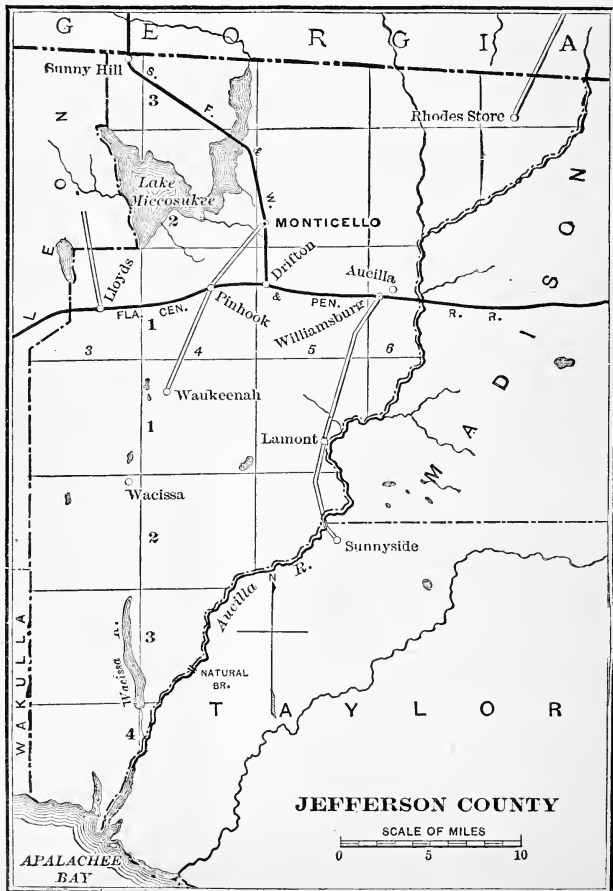 GEORGIA
Sunny Hill
S. F. & W.
3
Rhodes Store
LEON
Lake
Miccosukee
2
MONTICELLO
MADISON
Lloyds
Drifton
Aucilla
Pinhook
Williamsburg
FLA. CEN. & PEN. R. R.
1
3 4 5 6
Waukeenah
1
Lamont
Wacissa
2
Sunnyside
Aucilla R.
N
WAKULLA
3
Wacissa R.
NATURAL
BR.
TAYLOR
4
JEFFERSON COUNTY
SCALE OF MILES
0 5 10
APALACHEE
BAY